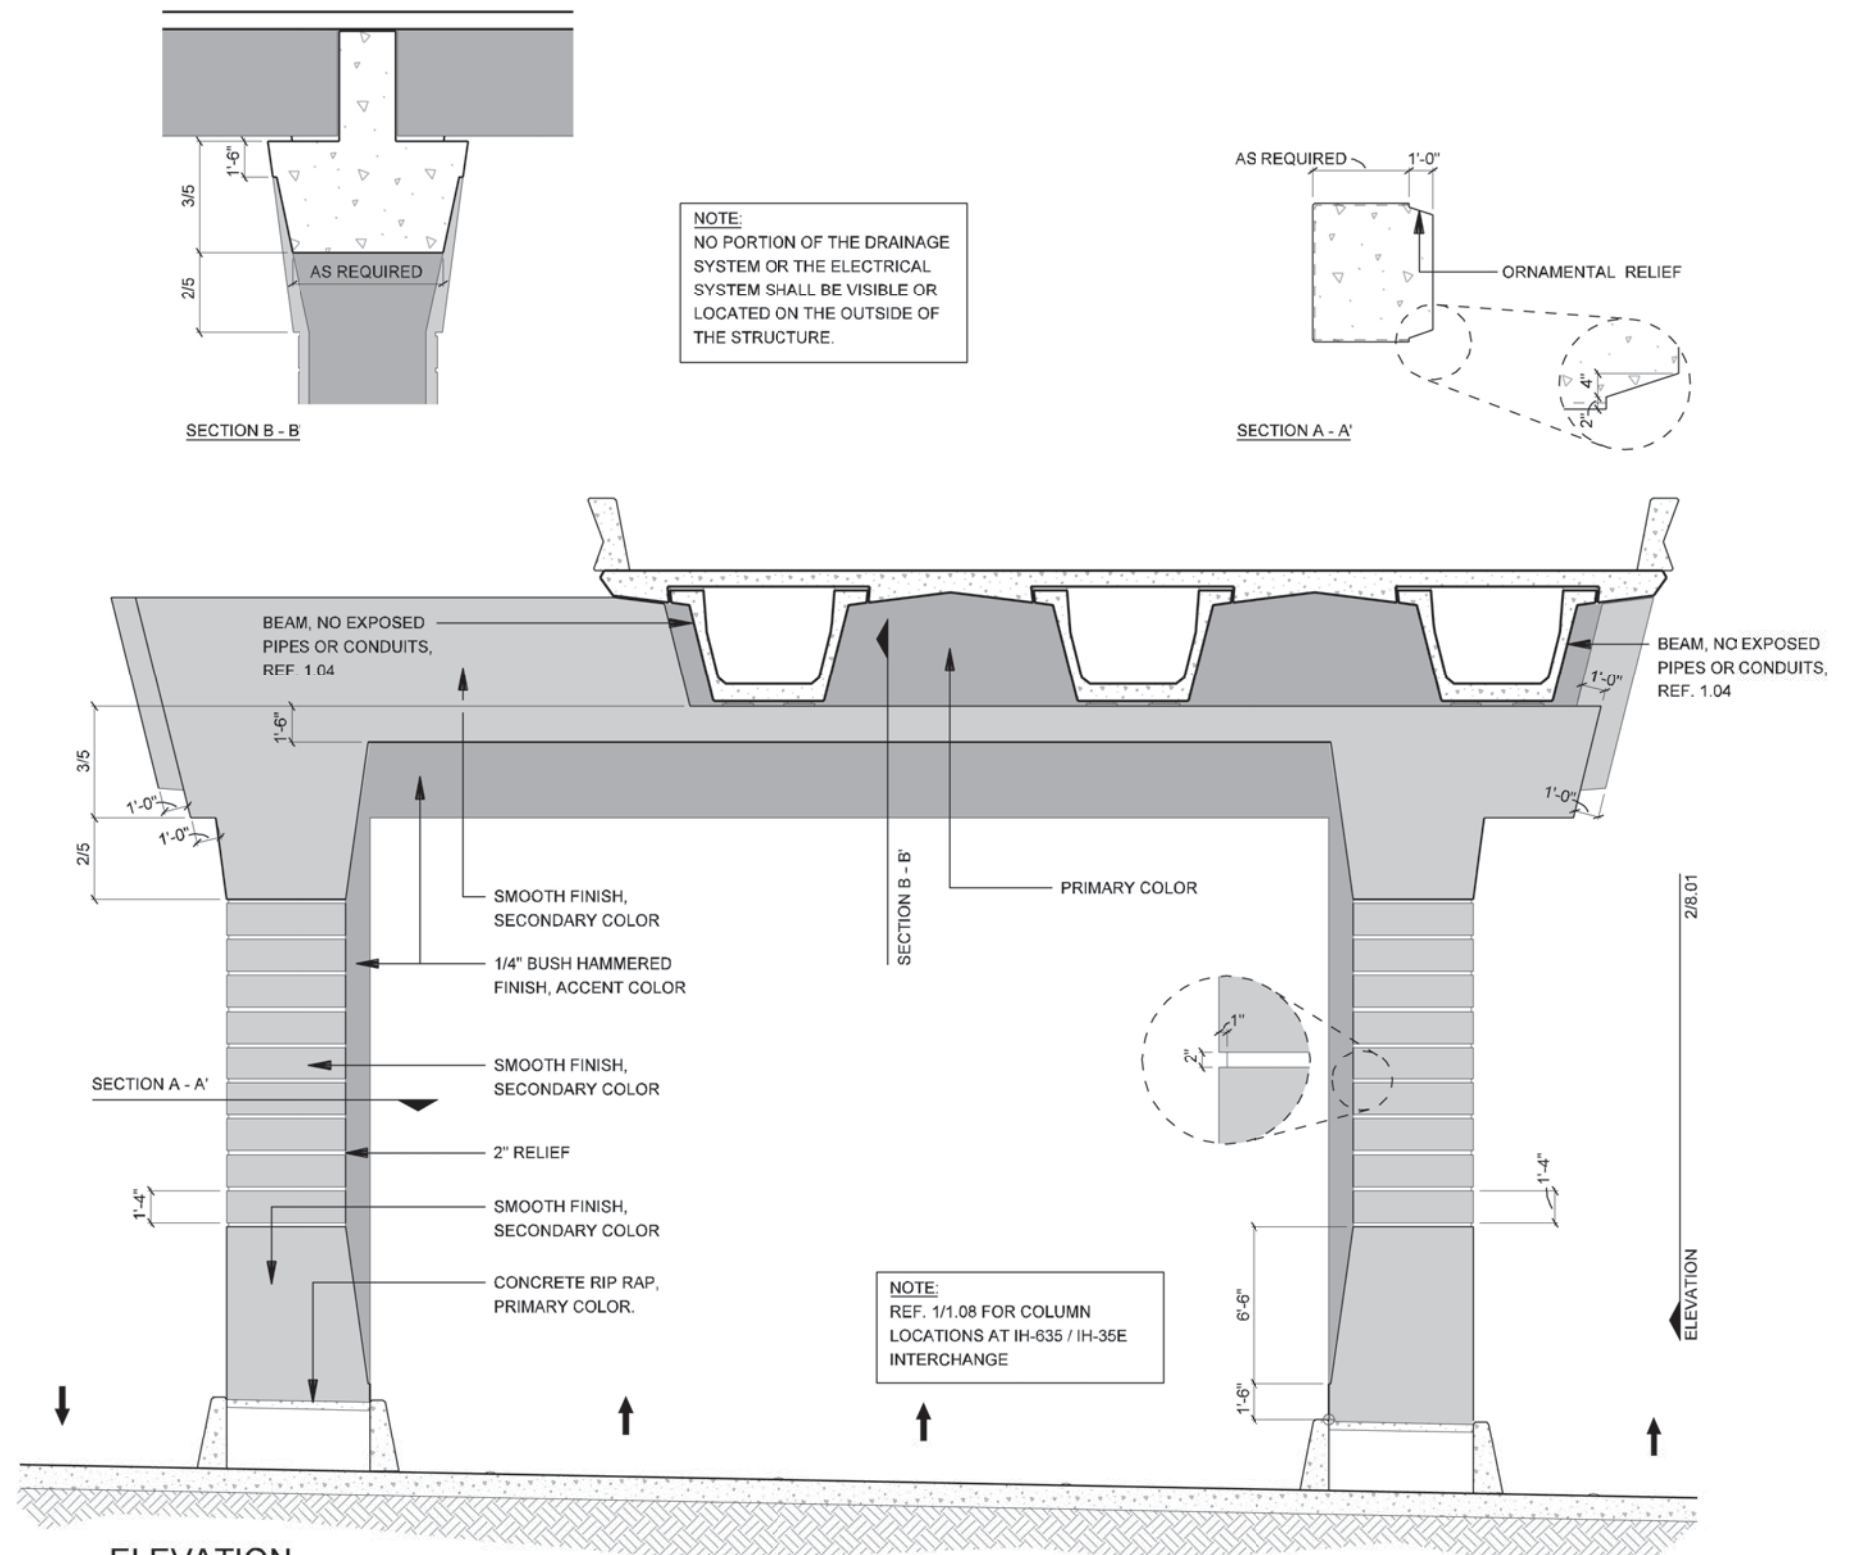 1'-6"
3/5
AS REQUIRED
2/5
SECTION B - B'
NOTE:
NO PORTION OF THE DRAINAGE
SYSTEM OR THE ELECTRICAL
SYSTEM SHALL BE VISIBLE OR
LOCATED ON THE OUTSIDE OF
THE STRUCTURE.
AS REQUIRED
1'-0"
ORNAMENTAL RELIEF
4"
2"
SECTION A - A'
BEAM, NO EXPOSED
PIPES OR CONDUITS,
REF. 1.04
BEAM, NO EXPOSED
PIPES OR CONDUITS,
REF. 1.04
1'-0"
1'-6"
3/5
1'-0"
1'-0"
1'-0"
2/5
SECTION B - B'
PRIMARY COLOR
2/8.01
SMOOTH FINISH,
SECONDARY COLOR
1/4" BUSH HAMMERED
FINISH, ACCENT COLOR
1"
2"
SMOOTH FINISH,
SECONDARY COLOR
SECTION A - A'
2" RELIEF
1'-4"
1'-4"
SMOOTH FINISH,
SECONDARY COLOR
CONCRETE RIP RAP,
PRIMARY COLOR.
NOTE:
REF. 1/1.08 FOR COLUMN
LOCATIONS AT IH-635 / IH-35E
INTERCHANGE
6'-6"
1'-6"
ELEVATION
ELEVATION